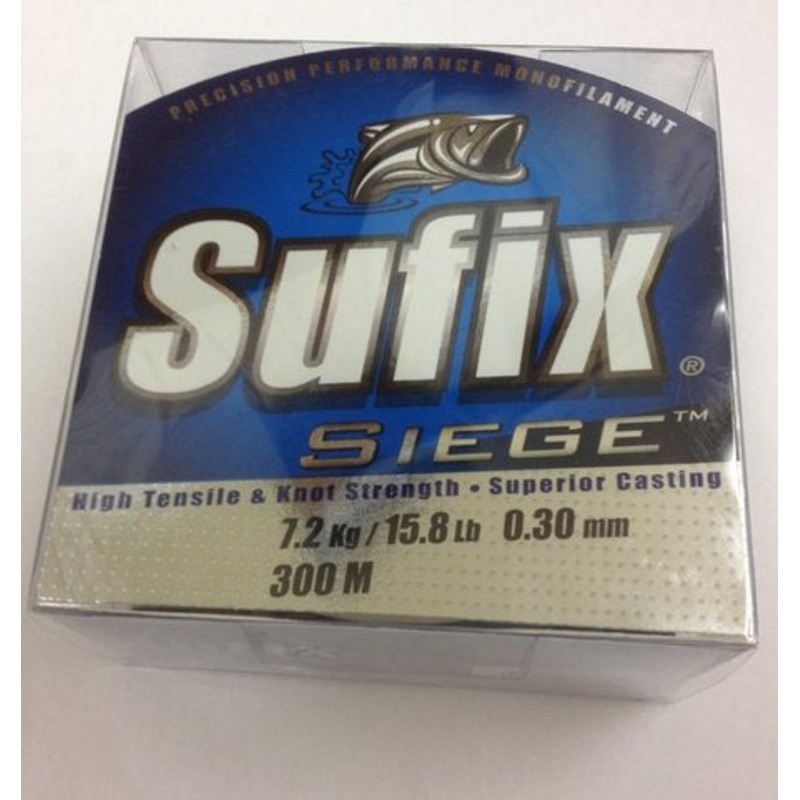 PRECISION PERFORMANCE MONOFILAMENT
Sufix®
SIEGE™
High Tensile & Knot Strength • Superior Casting
7.2 Kg / 15.8 Lb 0.30 mm
300 M